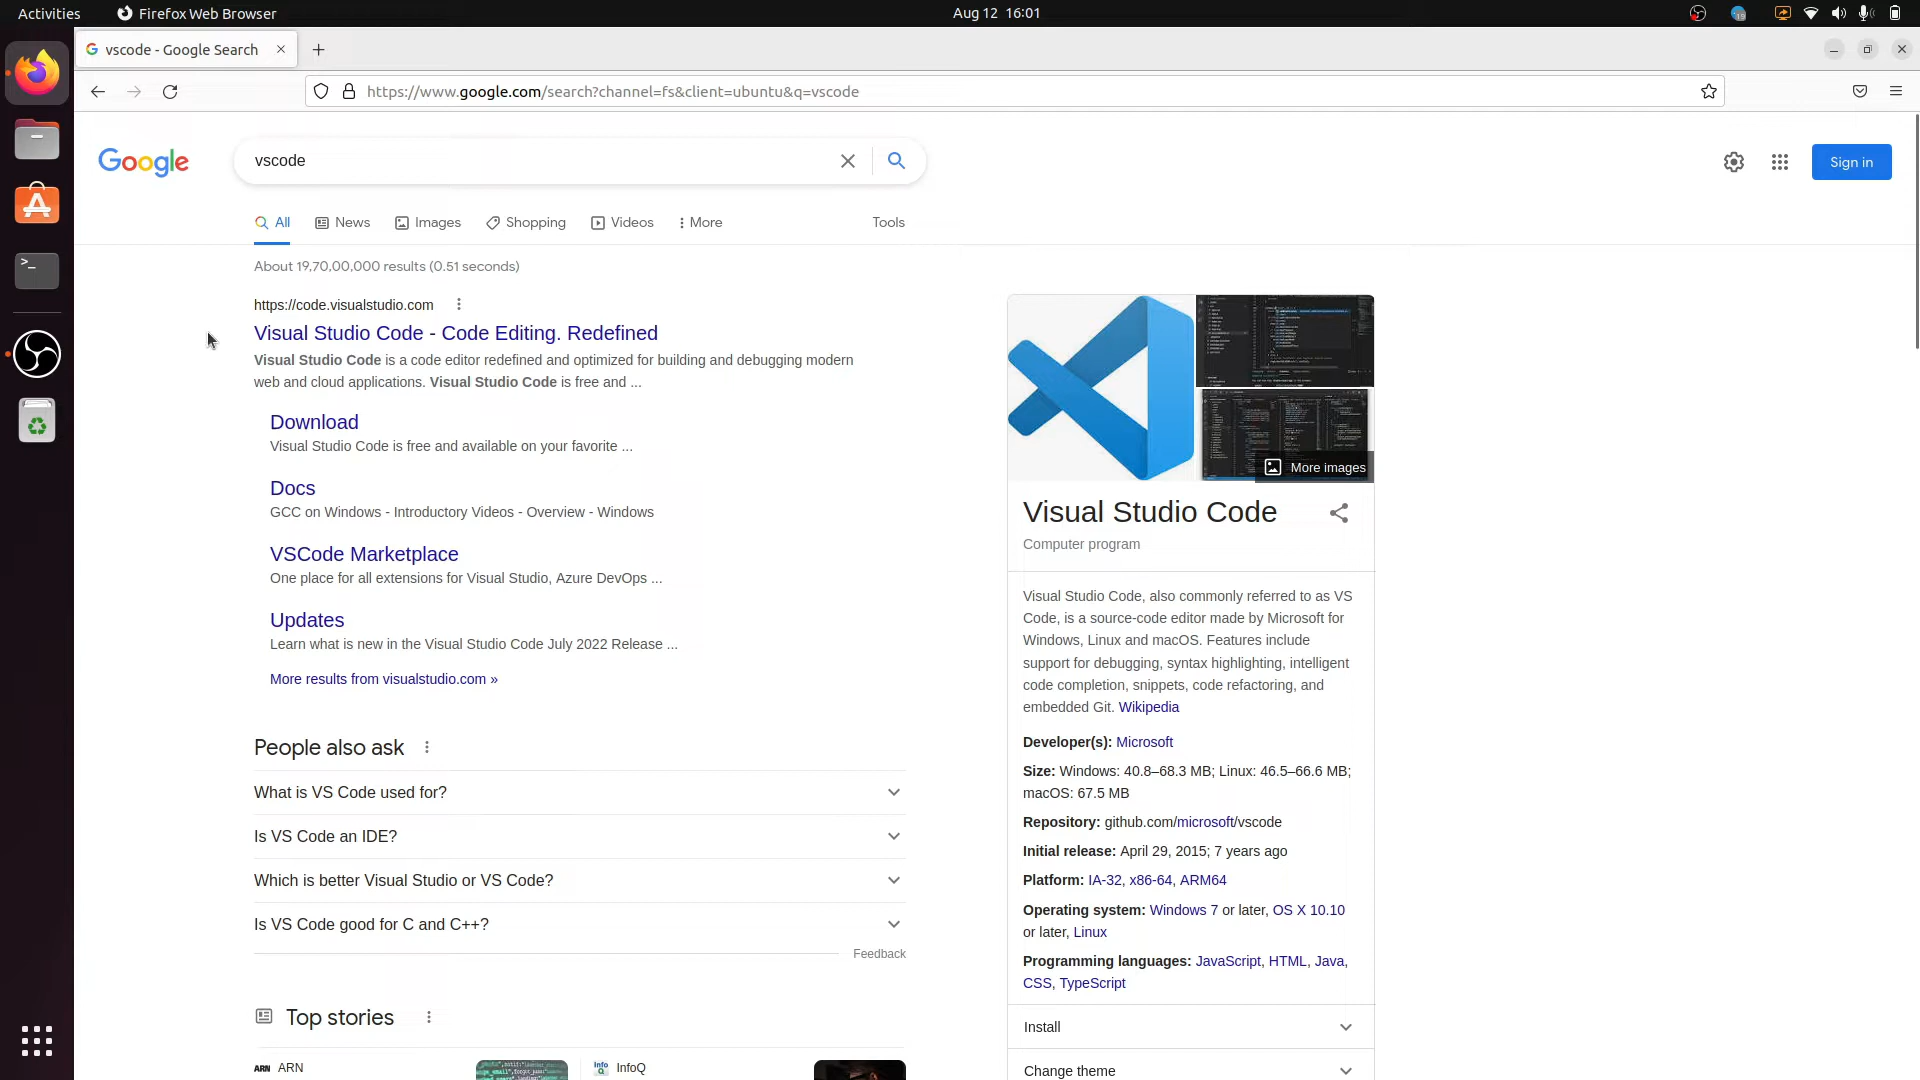 Activities
Firefox Web Browser
Aug 12 16:01
vscode - Google Search
https://www.google.com/search?channel=fs&client=ubuntu&q=vscode
Google
vscode
Sign in
All
News
Images
Shopping
Videos
More
Tools
About 19,70,00,000 results (0.51 seconds)
https://code.visualstudio.com
Visual Studio Code - Code Editing. Redefined
Visual Studio Code is a code editor redefined and optimized for building and debugging modern
web and cloud applications. Visual Studio Code is free and ...
Download
Visual Studio Code is free and available on your favorite ...
Docs
GCC on Windows - Introductory Videos - Overview - Windows
VSCode Marketplace
One place for all extensions for Visual Studio, Azure DevOps ...
Updates
Learn what is new in the Visual Studio Code July 2022 Release ...
More results from visualstudio.com »
People also ask
What is VS Code used for?
Is VS Code an IDE?
Which is better Visual Studio or VS Code?
Is VS Code good for C and C++?
Feedback
Top stories
ARN ARN
Info Q InfoQ
More images
Visual Studio Code
Computer program
Visual Studio Code, also commonly referred to as VS
Code, is a source-code editor made by Microsoft for
Windows, Linux and macOS. Features include
support for debugging, syntax highlighting, intelligent
code completion, snippets, code refactoring, and
embedded Git. Wikipedia
Developer(s): Microsoft
Size: Windows: 40.8–68.3 MB; Linux: 46.5–66.6 MB;
macOS: 67.5 MB
Repository: github.com/microsoft/vscode
Initial release: April 29, 2015; 7 years ago
Platform: IA-32, x86-64, ARM64
Operating system: Windows 7 or later, OS X 10.10
or later, Linux
Programming languages: JavaScript, HTML, Java,
CSS, TypeScript
Install
Change theme